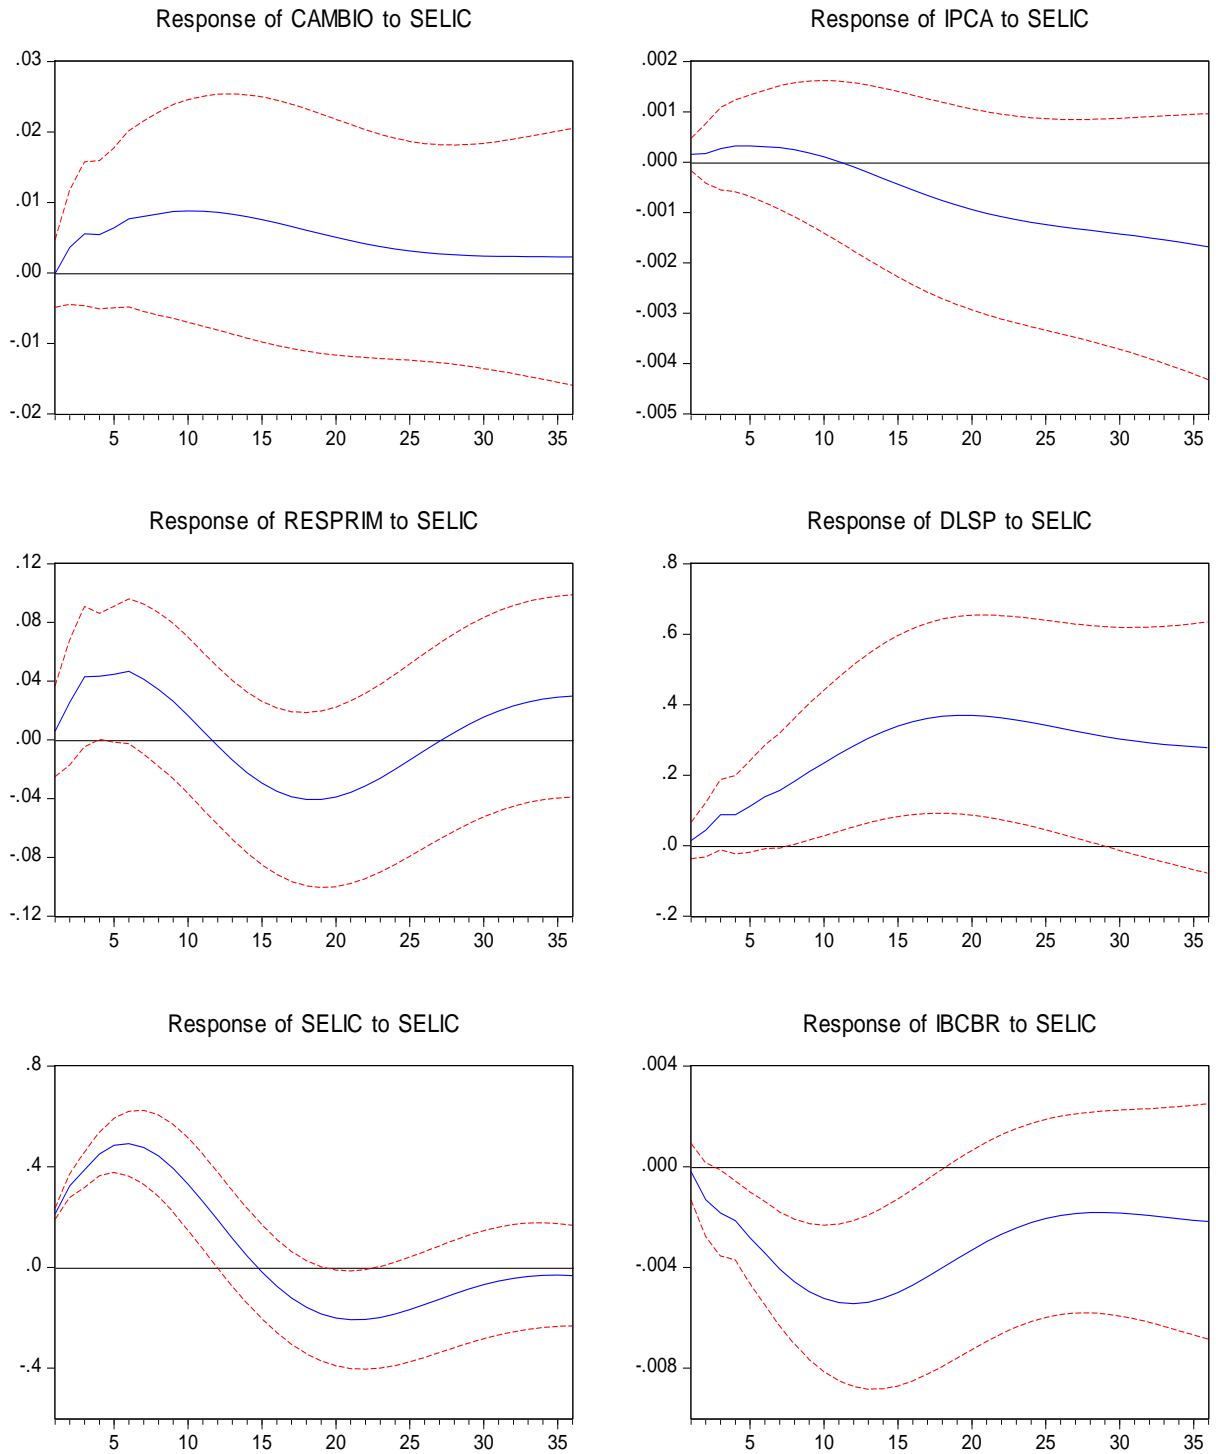 Response of CAMBIO to SELIC
.03
.02
.01
.00
-.01
-.02
5 10 15 20 25 30 35
Response of IPCA to SELIC
.002
.001
.000
-.001
-.002
-.003
-.004
-.005
5 10 15 20 25 30 35
Response of RESPRIM to SELIC
.12
.08
.04
.00
-.04
-.08
-.12
5 10 15 20 25 30 35
Response of DLSP to SELIC
.8
.6
.4
.2
.0
-.2
5 10 15 20 25 30 35
Response of SELIC to SELIC
.8
.4
.0
-.4
5 10 15 20 25 30 35
Response of IBCBR to SELIC
.004
.000
-.004
-.008
5 10 15 20 25 30 35